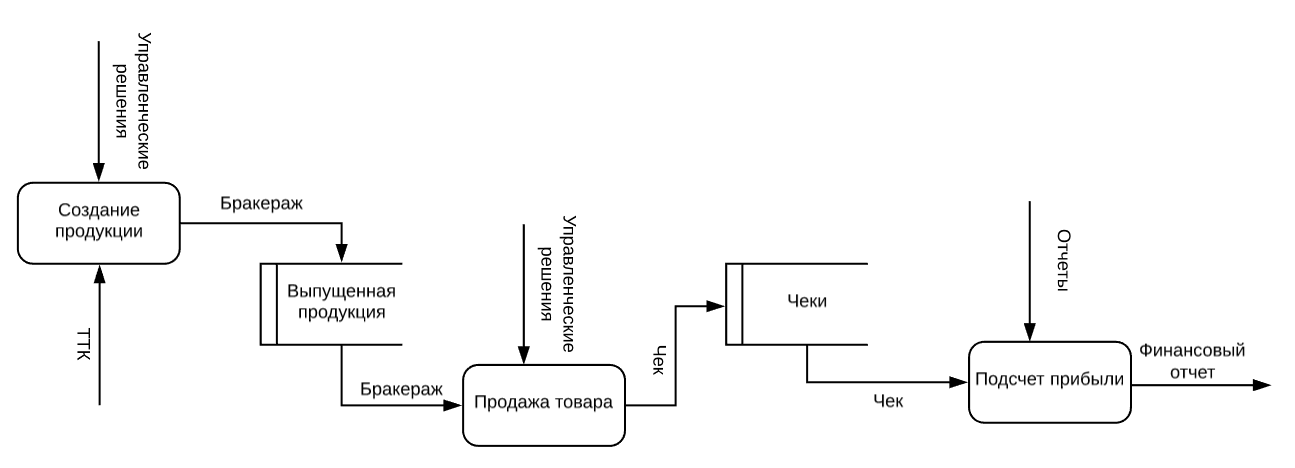 Управленческие
решения
Создание
продукции
ТТК
Бракераж
Выпущенная
продукция
Бракераж
Управленческие
решения
Продажа товара
Чек
Чеки
Чек
Отчеты
Подсчет прибыли
Финансовый
отчет